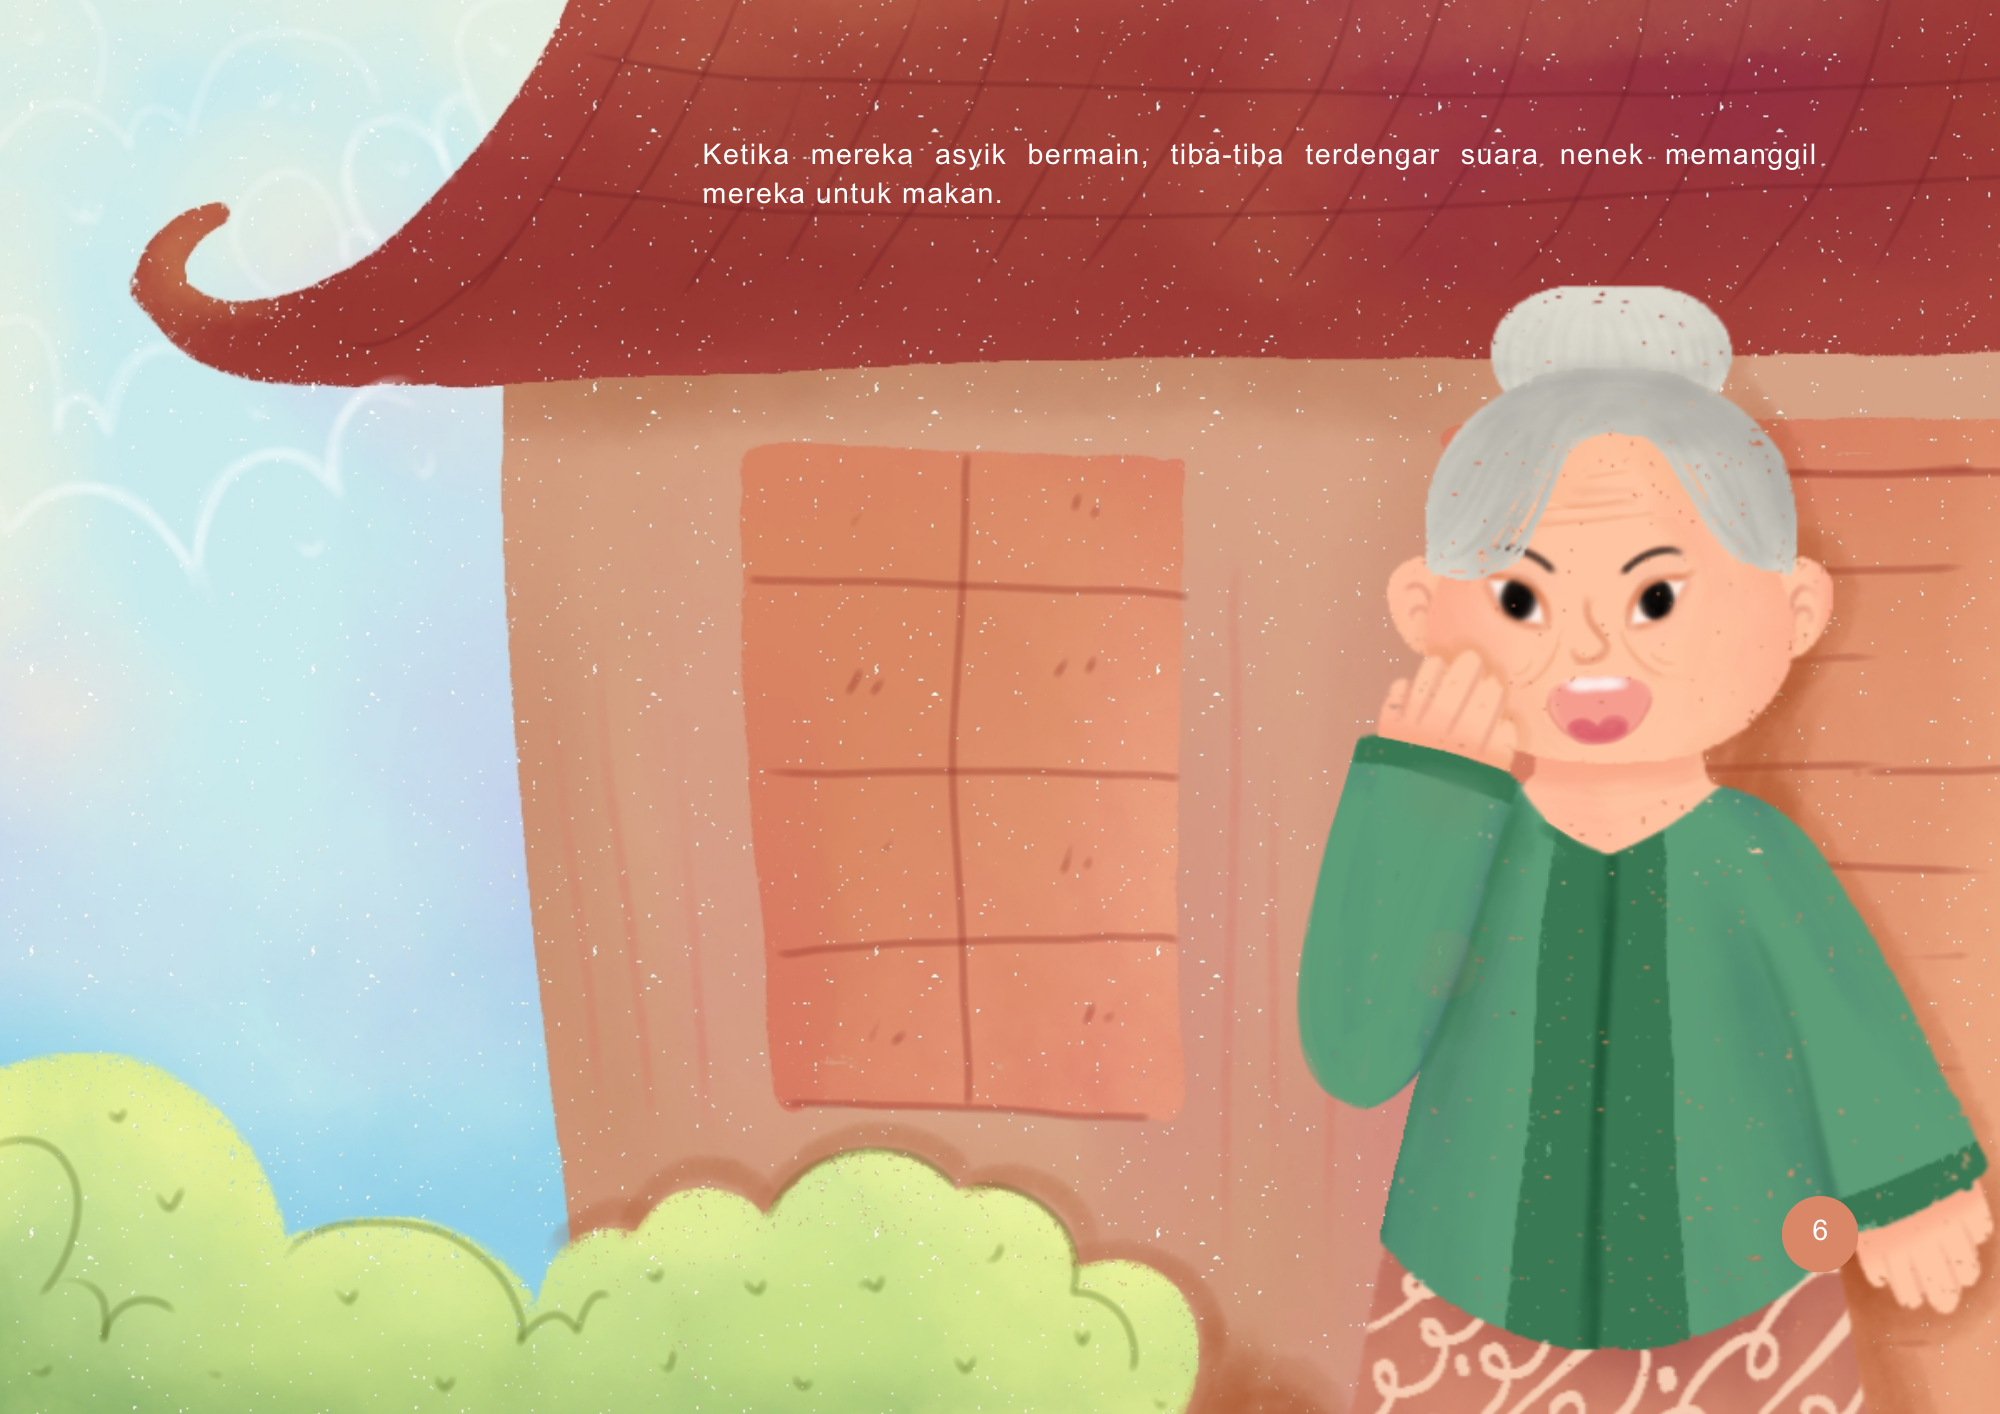 Ketika mereka asyik bermain, tiba-tiba terdengar suara nenek memanggil
mereka untuk makan.
6